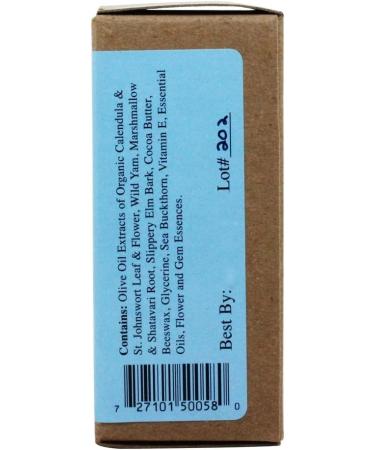 Contains: Olive Oil Extracts of Organic Calendula &
St. Johnswort Leaf & Flower, Wild Yam, Marshmallow
& Shatavari Root, Slippery Elm Bark, Cocoa Butter,
Beeswax, Glycerine, Sea Buckthorn, Vitamin E, Essential
Oils, Flower and Gem Essences.
Best By: Lot# 202
7 27101 50058 0